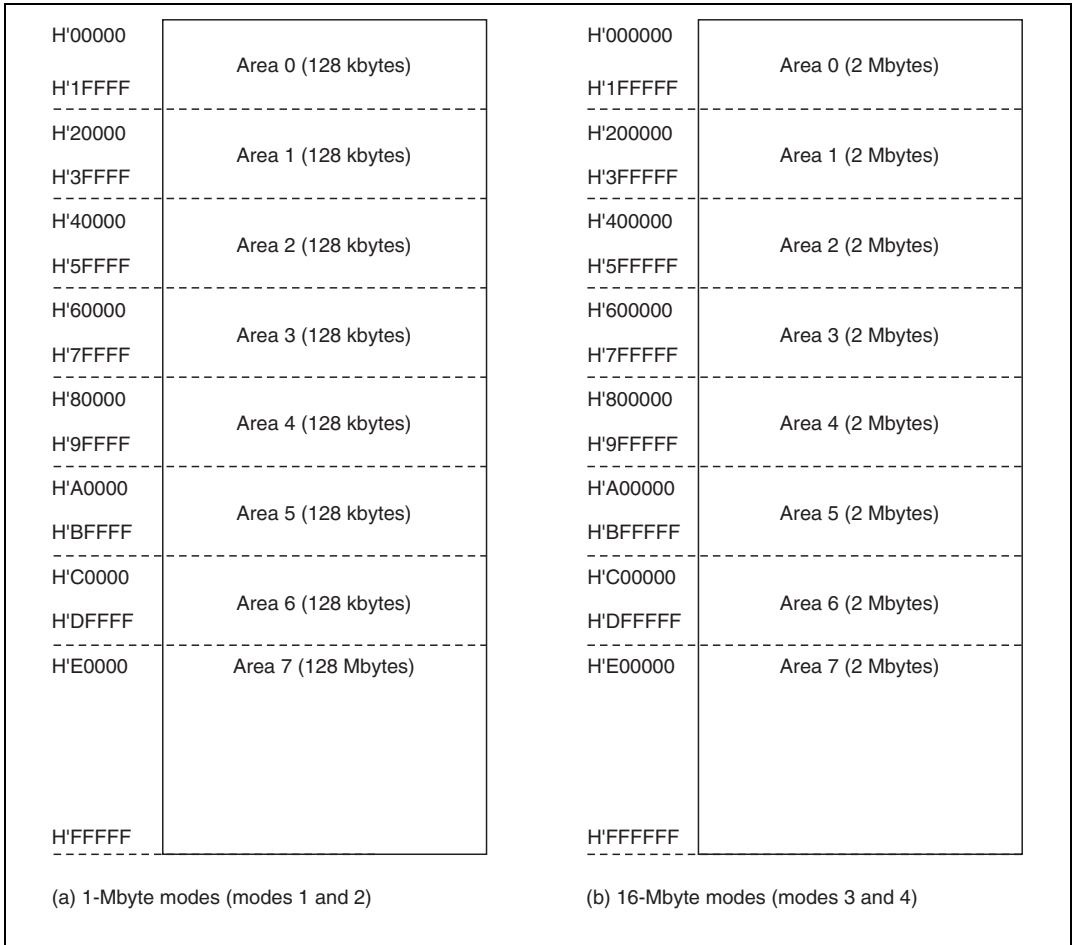 H'00000
Area 0 (128 kbytes)
H'1FFFF
H'20000
Area 1 (128 kbytes)
H'3FFFF
H'40000
Area 2 (128 kbytes)
H'5FFFF
H'60000
Area 3 (128 kbytes)
H'7FFFF
H'80000
Area 4 (128 kbytes)
H'9FFFF
H'A0000
Area 5 (128 kbytes)
H'BFFFF
H'C0000
Area 6 (128 kbytes)
H'DFFFF
H'E0000
Area 7 (128 Mbytes)
H'FFFFF
(a) 1-Mbyte modes (modes 1 and 2)
H'000000
Area 0 (2 Mbytes)
H'1FFFFF
H'200000
Area 1 (2 Mbytes)
H'3FFFFF
H'400000
Area 2 (2 Mbytes)
H'5FFFFF
H'600000
Area 3 (2 Mbytes)
H'7FFFFF
H'800000
Area 4 (2 Mbytes)
H'9FFFFF
H'A00000
Area 5 (2 Mbytes)
H'BFFFFF
H'C00000
Area 6 (2 Mbytes)
H'DFFFFF
H'E00000
Area 7 (2 Mbytes)
H'FFFFFF
(b) 16-Mbyte modes (modes 3 and 4)